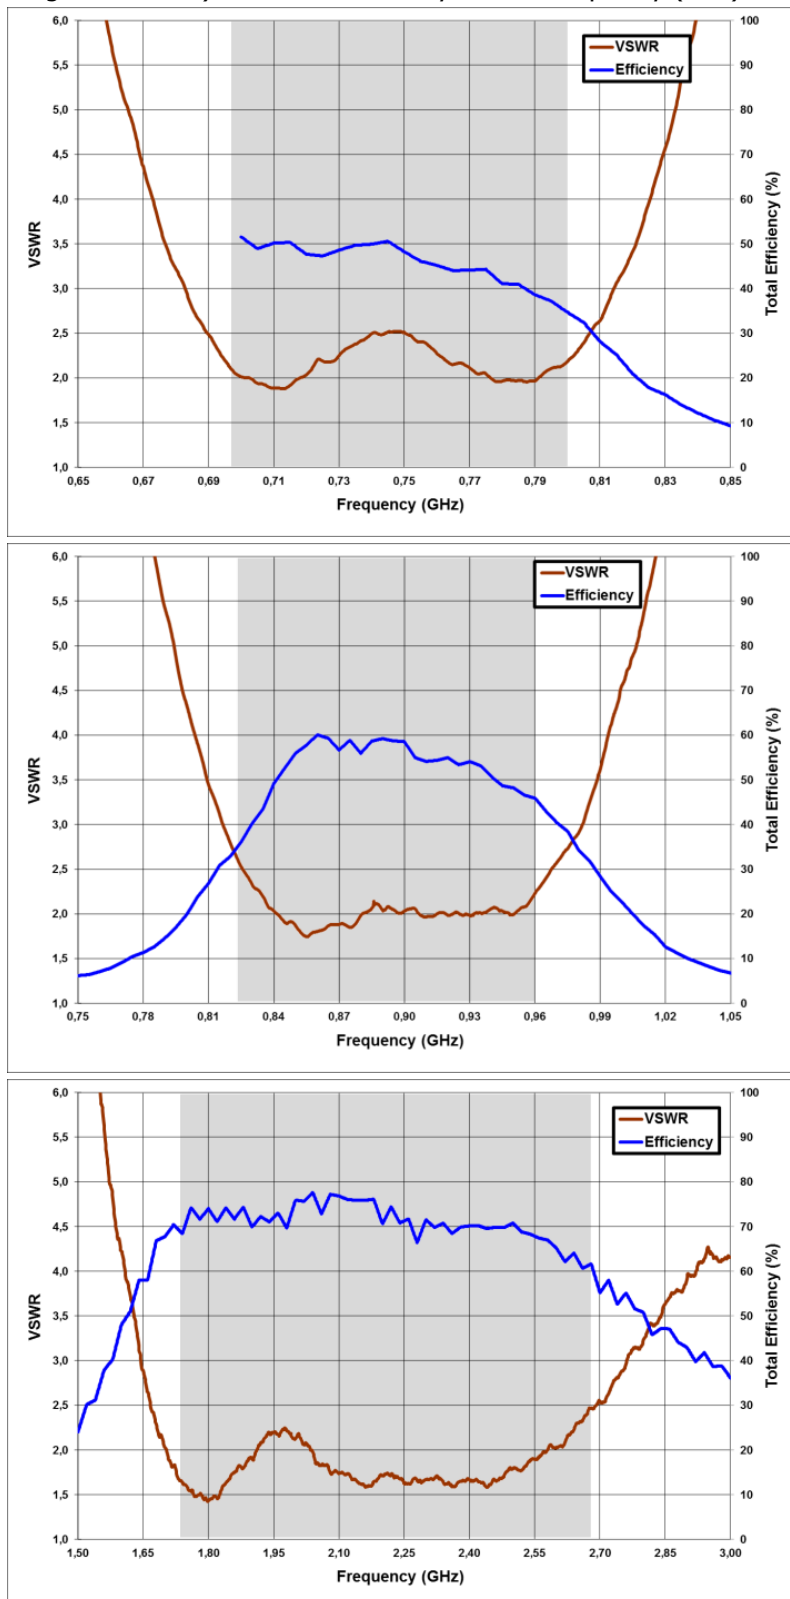 6,0 100
VSWR
Efficiency
5,5 90
5,0 80
4,5 70
4,0 60
3,5 50
3,0 40
2,5 30
2,0 20
1,5 10
1,0 0
VSWR
Total Efficiency (%)
0,65 0,67 0,69 0,71 0,73 0,75 0,77 0,79 0,81 0,83 0,85
Frequency (GHz)
6,0 100
VSWR
Efficiency
5,5 90
5,0 80
4,5 70
4,0 60
3,5 50
3,0 40
2,5 30
2,0 20
1,5 10
1,0 0
VSWR
Total Efficiency (%)
0,75 0,78 0,81 0,84 0,87 0,90 0,93 0,96 0,99 1,02 1,05
Frequency (GHz)
6,0 100
VSWR
Efficiency
5,5 90
5,0 80
4,5 70
4,0 60
3,5 50
3,0 40
2,5 30
2,0 20
1,5 10
1,0 0
VSWR
Total Efficiency (%)
1,50 1,65 1,80 1,95 2,10 2,25 2,40 2,55 2,70 2,85 3,00
Frequency (GHz)